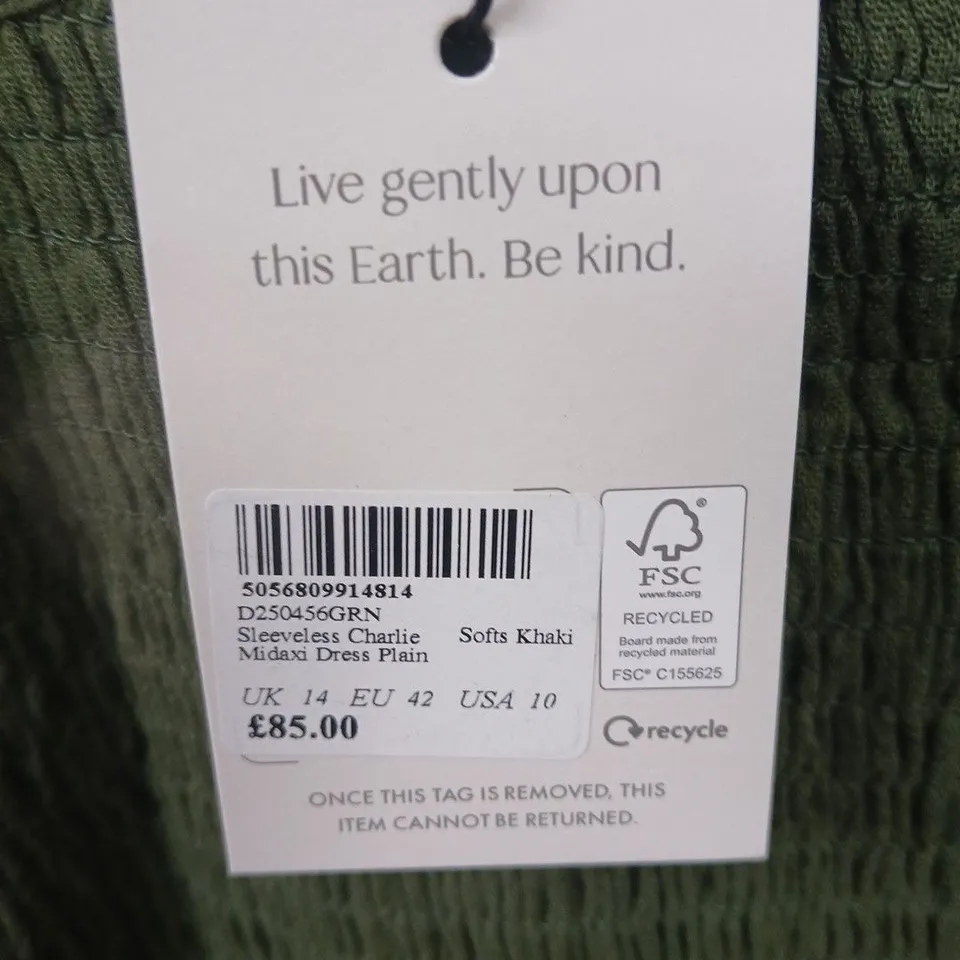 Live gently upon
this Earth. Be kind.
5056809914814
D250456GRN
Sleeveless Charlie Softs Khaki
Midaxi Dress Plain
UK 14 EU 42 USA 10
£85.00
®
FSC
www.fsc.org
RECYCLED
Board made from
recycled material
FSC® C155625
recycle
ONCE THIS TAG IS REMOVED, THIS
ITEM CANNOT BE RETURNED.